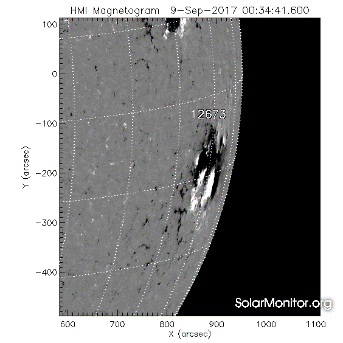 HMI Magnetogram 9-Sep-2017 00:34:41.600
100
0
-100
-200
-300
-400
Y (arcsec)
12673
SolarMonitor.org
600 700 800 900 1000 1100
X (arcsec)